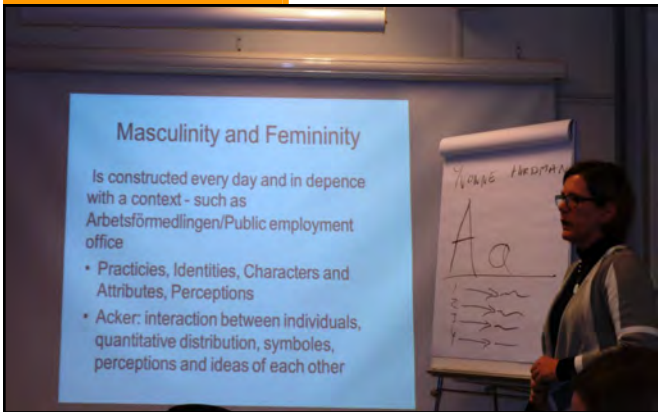 Masculinity and Femininity
Is constructed every day and in depence
with a context - such as
Arbetsförmedlingen/Public employment
office
• Practicies, Identities, Characters and
Attributes, Perceptions
• Acker: interaction between individuals,
quantitative distribution, symboles,
perceptions and ideas of each other
YVONNE
Aa
1
2
3
4